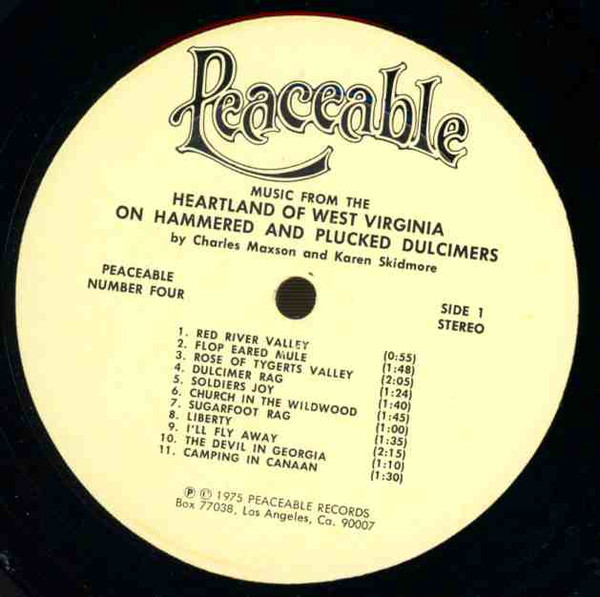 Peaceable
MUSIC FROM THE
HEARTLAND OF WEST VIRGINIA
ON HAMMERED AND PLUCKED DULCIMERS
by Charles Maxson and Karen Skidmore
PEACEABLE
NUMBER FOUR
SIDE 1
STEREO
1. RED RIVER VALLEY (0:55)
2. FLOP EARED MULE (1:48)
3. ROSE OF TYGERTS VALLEY (2:05)
4. DULCIMER RAG (1:24)
5. SOLDIERS JOY (1:40)
6. CHURCH IN THE WILDWOOD (1:45)
7. SUGARFOOT RAG (1:00)
8. LIBERTY (1:35)
9. I'LL FLY AWAY (2:15)
10. THE DEVIL IN GEORGIA (1:10)
11. CAMPING IN CANAAN (1:30)
℗ © 1975 PEACEABLE RECORDS
Box 77038, Los Angeles, Ca. 90007